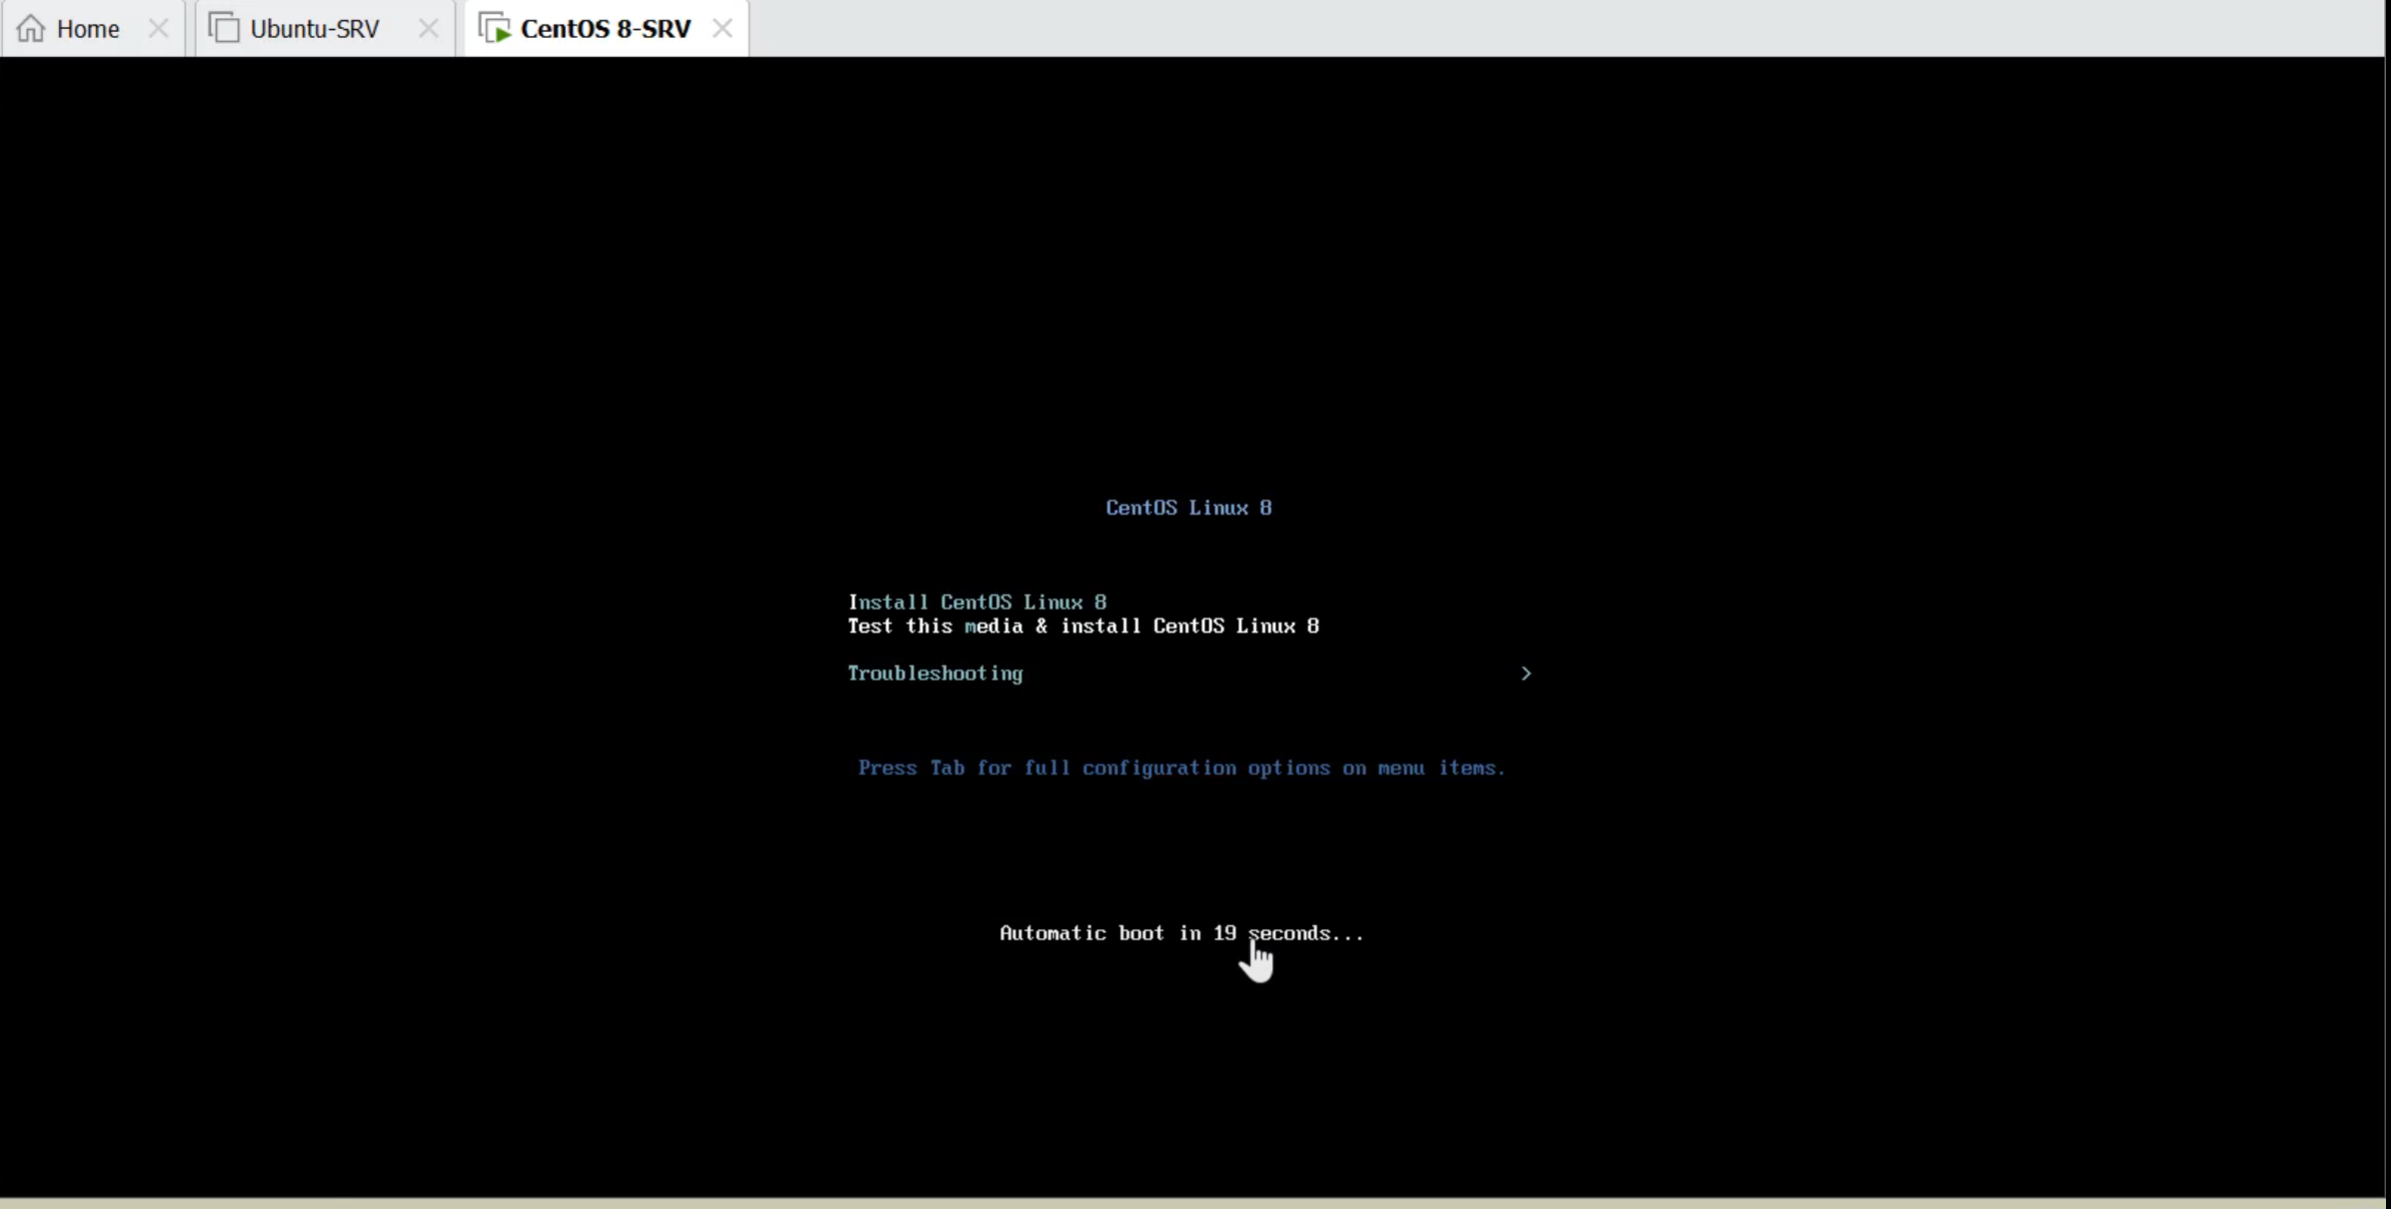 Home
Ubuntu-SRV
CentOS 8-SRV
CentOS Linux 8
Install CentOS Linux 8
Test this media & install CentOS Linux 8
Troubleshooting >
Press Tab for full configuration options on menu items.
Automatic boot in 19 seconds...